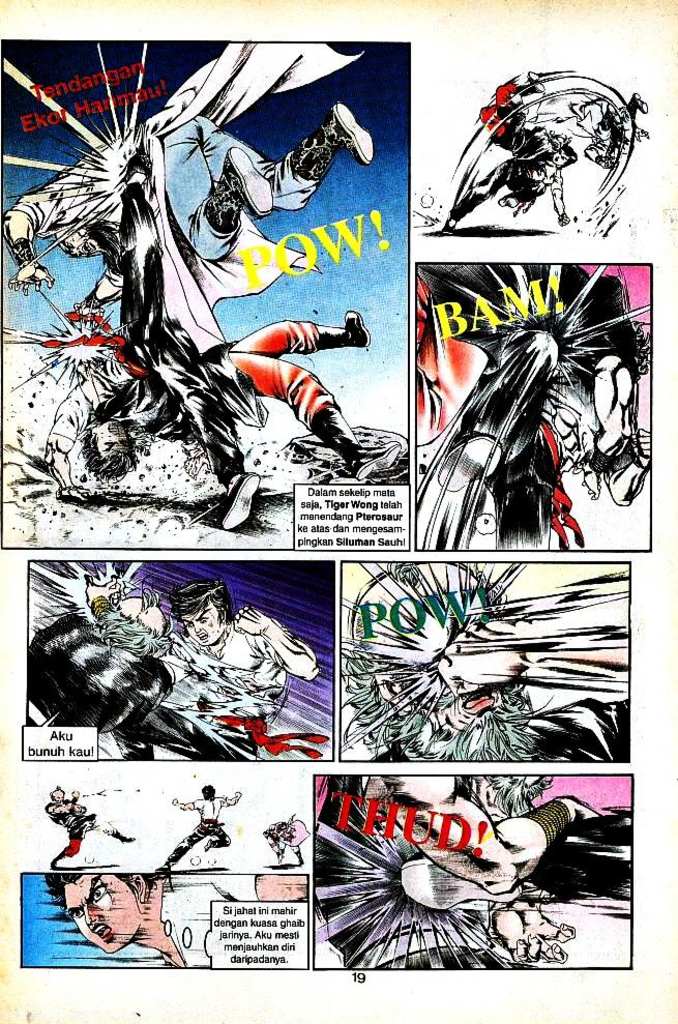 Tendangan
Ekor Harimau!
POW!
Dalam sekelip mata
saja, Tiger Wong telah
menendang Pterosaur
ke atas dan mengesam-
pingkan Siluman Sauh!
BAM!
Aku
bunuh kau!
POW!
Si jahat ini mahir
dengan kuasa ghaib
jarinya. Aku mesti
menjauhkan diri
daripadanya.
THUD!
19